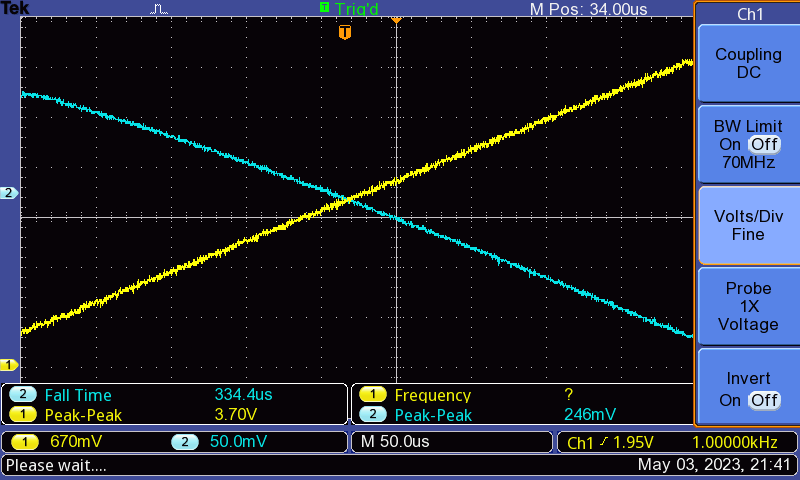 Tek T Trig'd M Pos: 34.00us Ch1
T
Coupling
DC
BW Limit
On Off
70MHz
2
Volts/Div
Fine
Probe
1X
Voltage
1
Invert
On Off
2 Fall Time 334.4us 1 Frequency ?
1 Peak-Peak 3.70V 2 Peak-Peak 246mV
1 670mV 2 50.0mV M 50.0us Ch1 1.95V 1.00000kHz
Please wait.... May 03, 2023, 21:41